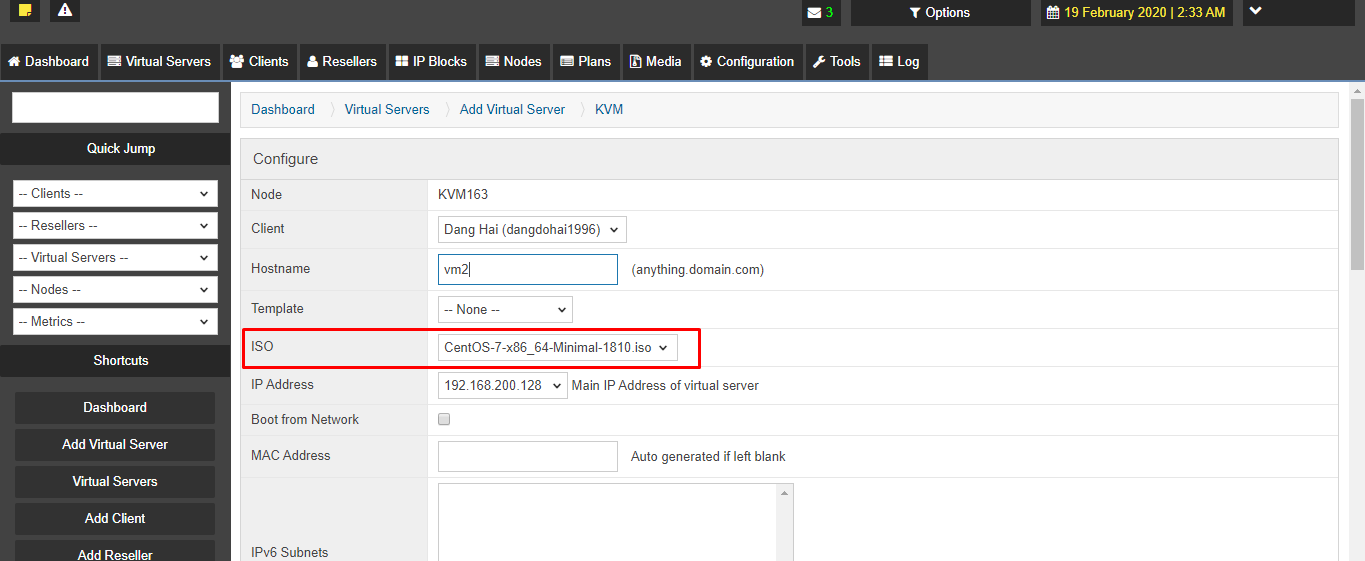 3
Options
19 February 2020 | 2:33 AM
Dashboard
Virtual Servers
Clients
Resellers
IP Blocks
Nodes
Plans
Media
Configuration
Tools
Log
Quick Jump
-- Clients --
-- Resellers --
-- Virtual Servers --
-- Nodes --
-- Metrics --
Shortcuts
Dashboard
Add Virtual Server
Virtual Servers
Add Client
Add Reseller
Dashboard
Virtual Servers
Add Virtual Server
KVM
Configure
Node KVM163
Client Dang Hai (dangdohai1996)
Hostname vm2 (anything.domain.com)
Template -- None --
ISO CentOS-7-x86_64-Minimal-1810.iso
IP Address 192.168.200.128 Main IP Address of virtual server
Boot from Network
MAC Address Auto generated if left blank
IPv6 Subnets